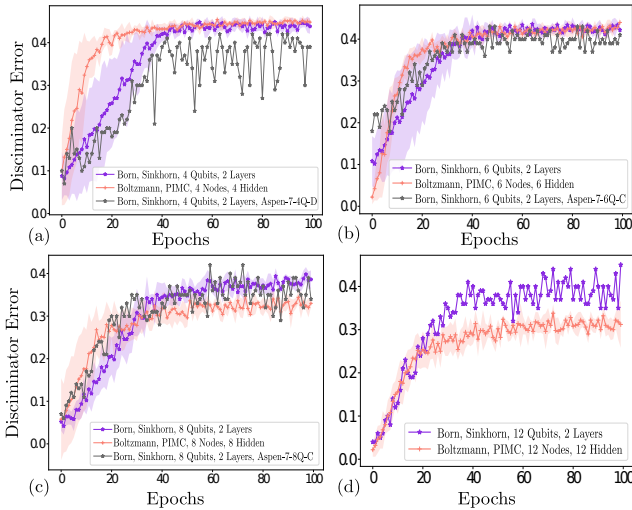 Discriminator Error
0.4
0.3
0.2
0.1
0.0
Born, Sinkhorn, 4 Qubits, 2 Layers
Boltzmann, PIMC, 4 Nodes, 4 Hidden
Born, Sinkhorn, 4 Qubits, 2 Layers, Aspen-7-4Q-D
0 20 40 60 80 100
(a) Epochs
0.4
0.3
0.2
0.1
0.0
Born, Sinkhorn, 6 Qubits, 2 Layers
Boltzmann, PIMC, 6 Nodes, 6 Hidden
Born, Sinkhorn, 6 Qubits, 2 Layers, Aspen-7-6Q-C
0 20 40 60 80 100
(b) Epochs
Discriminator Error
0.4
0.3
0.2
0.1
0.0
Born, Sinkhorn, 8 Qubits, 2 Layers
Boltzmann, PIMC, 8 Nodes, 8 Hidden
Born, Sinkhorn, 8 Qubits, 2 Layers, Aspen-7-8Q-C
0 20 40 60 80 100
(c) Epochs
0.4
0.3
0.2
0.1
0.0
Born, Sinkhorn, 12 Qubits, 2 Layers
Boltzmann, PIMC, 12 Nodes, 12 Hidden
0 20 40 60 80 100
(d) Epochs